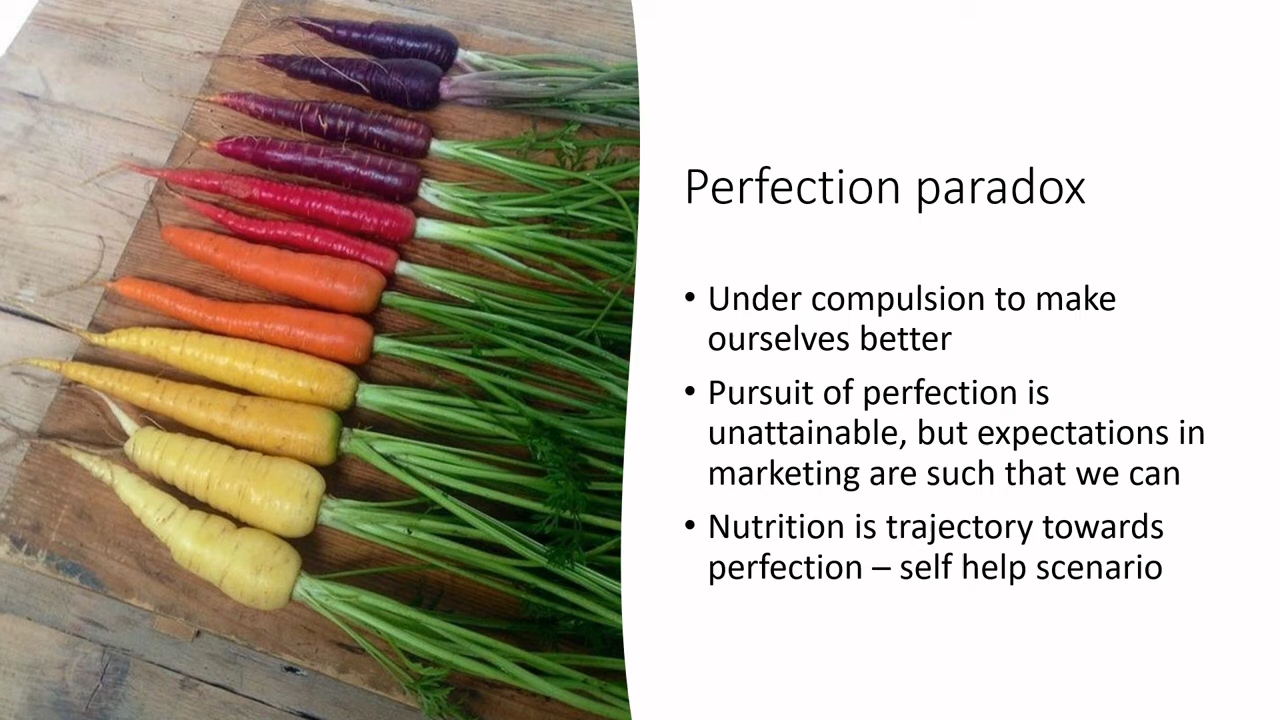 Perfection paradox
• Under compulsion to make
ourselves better
• Pursuit of perfection is
unattainable, but expectations in
marketing are such that we can
• Nutrition is trajectory towards
perfection – self help scenario